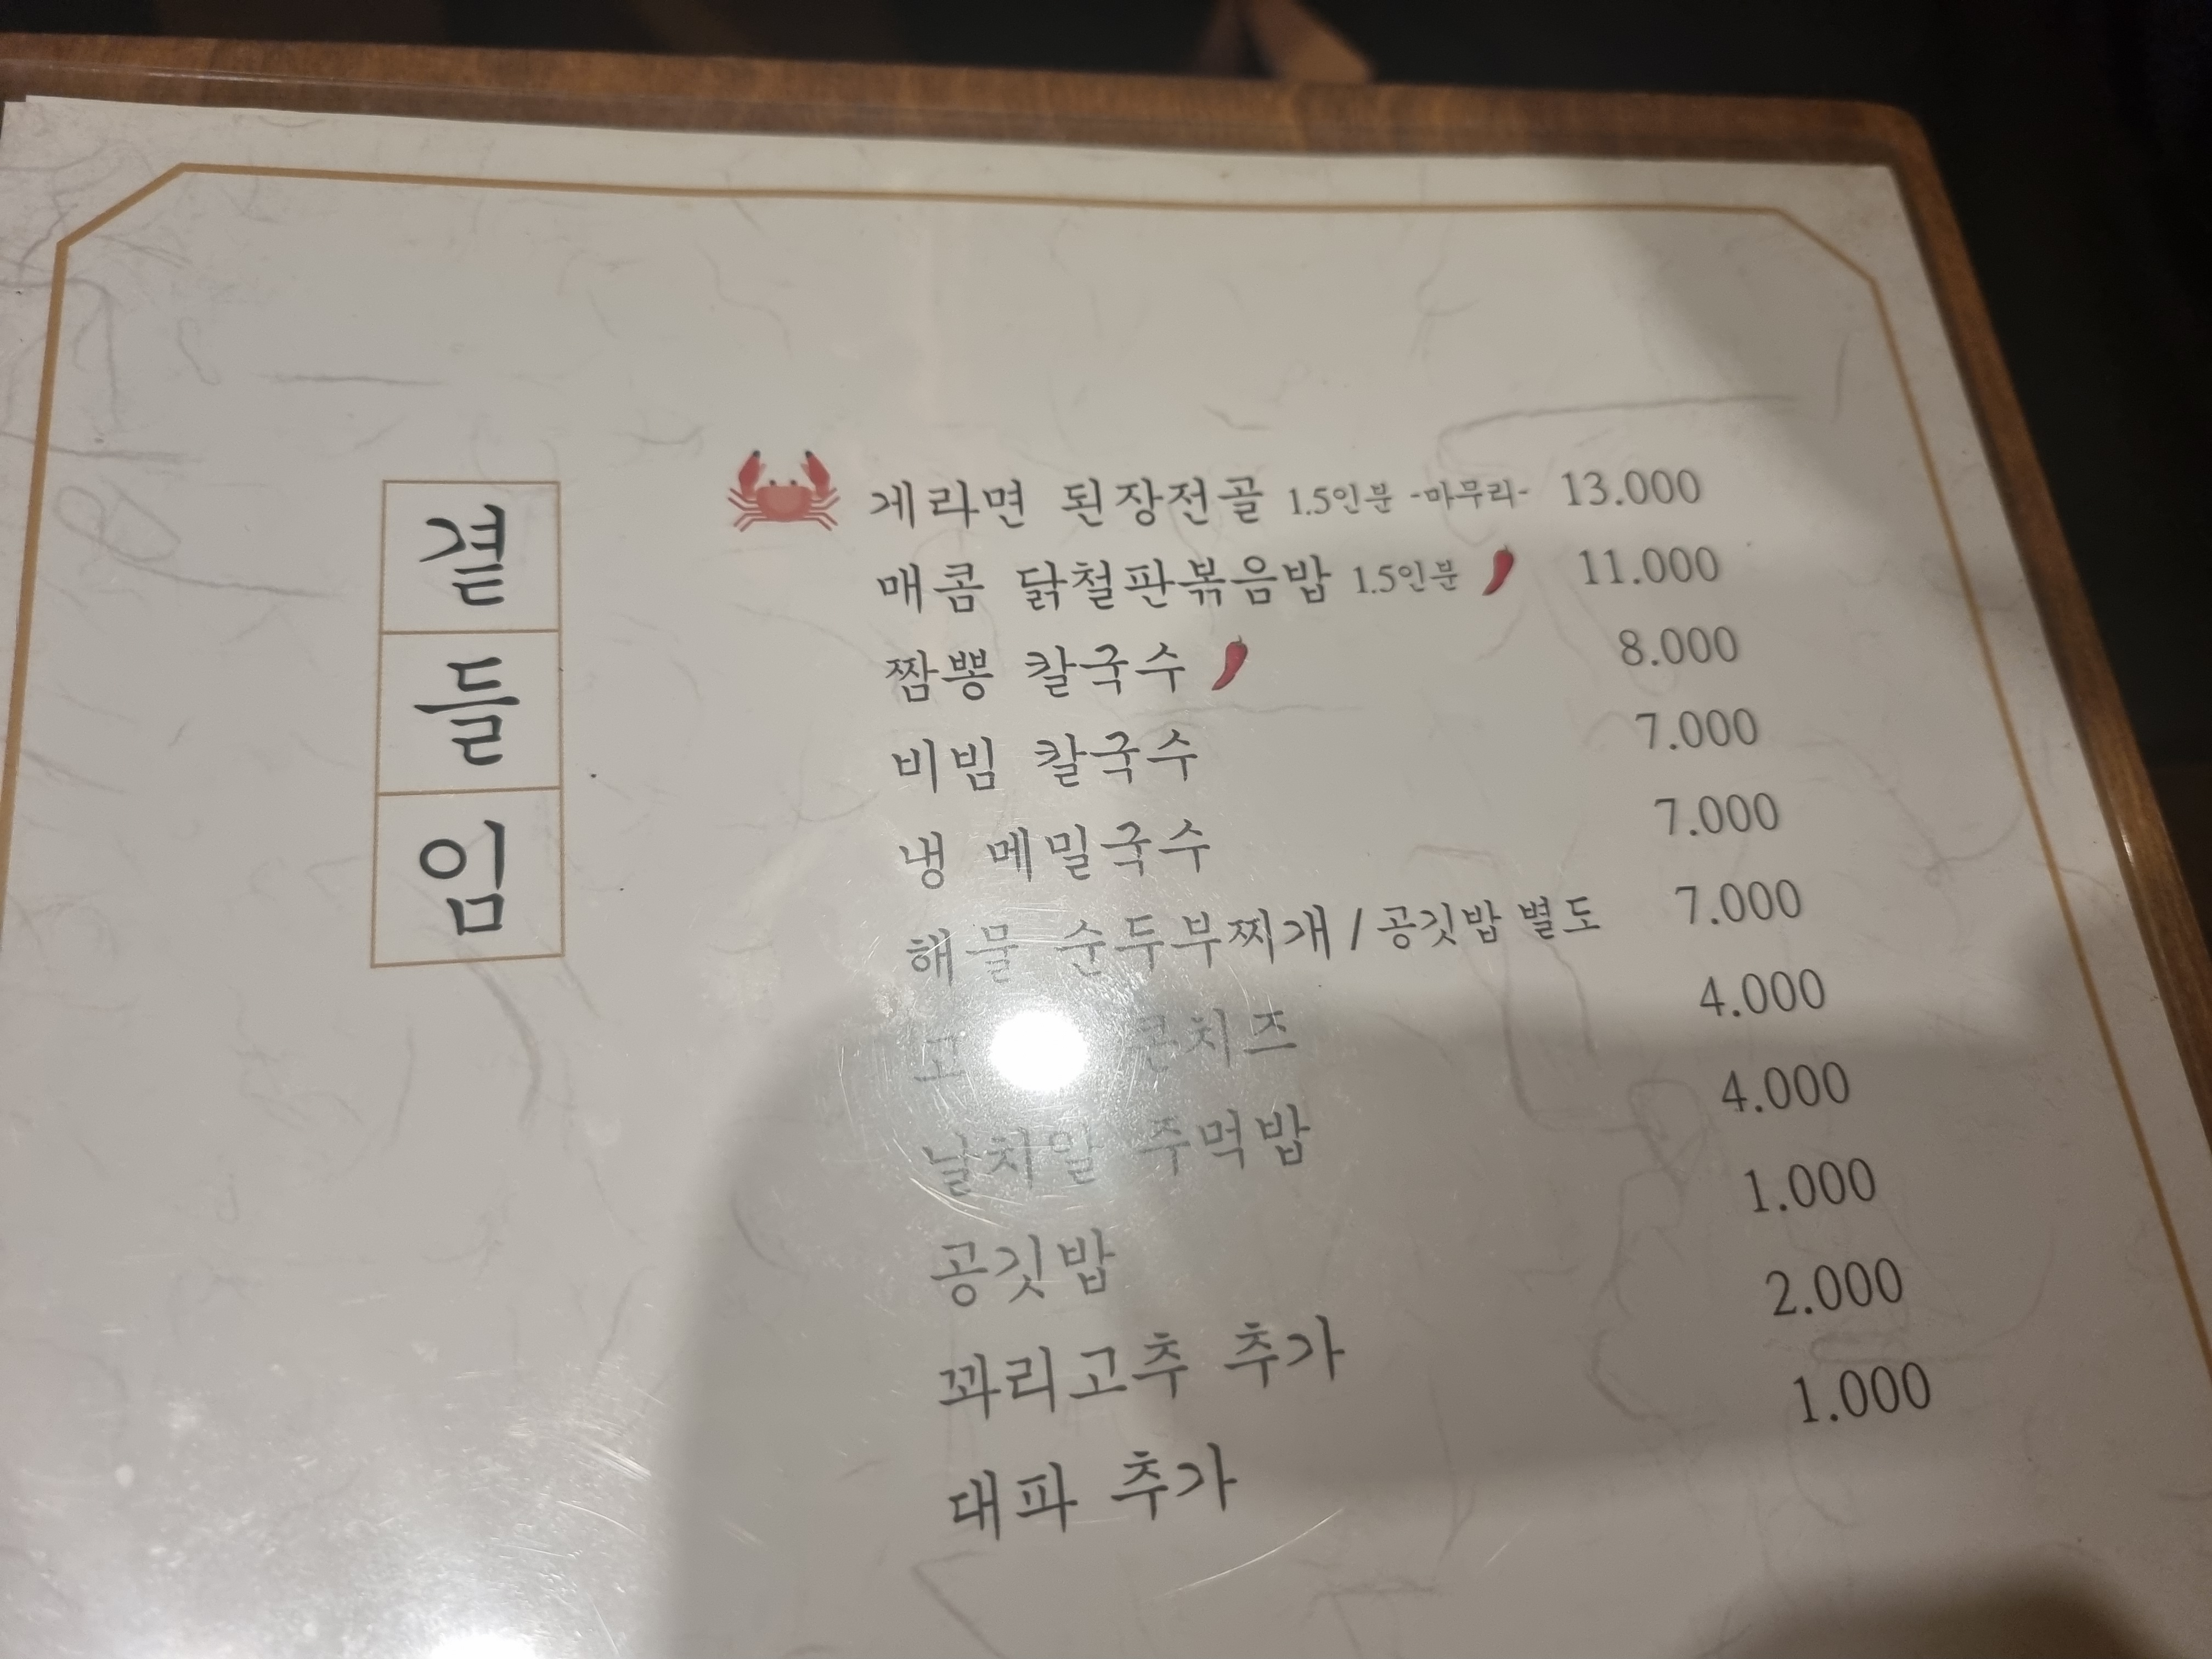 곁들임
게라면 된장전골 1.5인분 -마무리- 13.000
매콤 닭철판볶음밥 1.5인분 11.000
짬뽕 칼국수 8.000
비빔 칼국수 7.000
냉 메밀국수 7.000
해물 순두부찌개 / 공깃밥 별도 7.000
콘치즈 4.000
날치알 주먹밥 4.000
공깃밥 1.000
꽈리고추 추가 2.000
대파 추가 1.000